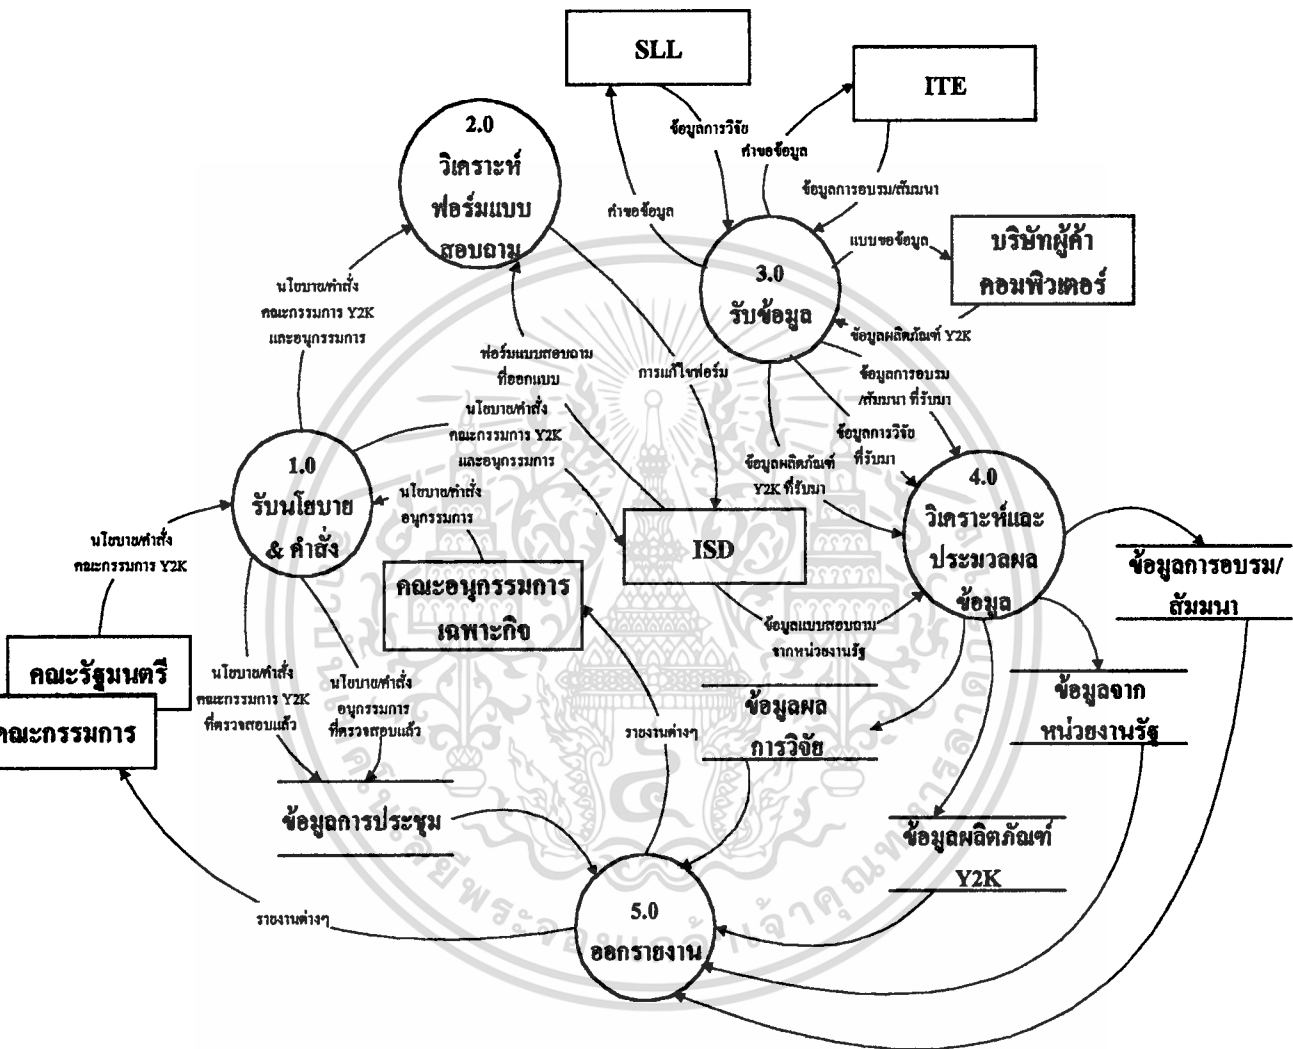 SLL
ITE
2.0
วิเคราะห์
ฟอร์มแบบ
สอบถาม
ข้อมูลการวิจัย
คำขอข้อมูล
ข้อมูลการอบรม/สัมมนา
คำขอข้อมูล
แบบขอข้อมูล
บริษัทผู้ค้า
คอมพิวเตอร์
3.0
รับข้อมูล
นโยบาย/คำสั่ง
คณะกรรมการ Y2K
และอนุกรรมการ
ข้อมูลผลิตภัณฑ์ Y2K
ฟอร์มแบบสอบถาม
ที่ออกแบบ
การแก้ไขฟอร์ม
ข้อมูลการอบรม
/สัมมนา ที่รับมา
นโยบาย/คำสั่ง
คณะกรรมการ Y2K
และอนุกรรมการ
ข้อมูลการวิจัย
ที่รับมา
ข้อมูลผลิตภัณฑ์
Y2K ที่รับมา
1.0
รับนโยบาย
& คำสั่ง
นโยบาย/คำสั่ง
อนุกรรมการ
4.0
วิเคราะห์และ
ประมวลผล
ข้อมูล
นโยบาย/คำสั่ง
คณะกรรมการ Y2K
ISD
คณะอนุกรรมการ
เฉพาะกิจ
ข้อมูลการอบรม/
สัมมนา
ข้อมูลแบบสอบถาม
จากหน่วยงานรัฐ
คณะรัฐมนตรี
คณะกรรมการ
นโยบาย/คำสั่ง
คณะกรรมการ Y2K
ที่ตรวจสอบแล้ว
นโยบาย/คำสั่ง
อนุกรรมการ
ที่ตรวจสอบแล้ว
รายงานต่างๆ
ข้อมูลผล
การวิจัย
ข้อมูลจาก
หน่วยงานรัฐ
ข้อมูลการประชุม
ข้อมูลผลิตภัณฑ์
Y2K
5.0
ออกรายงาน
รายงานต่างๆ